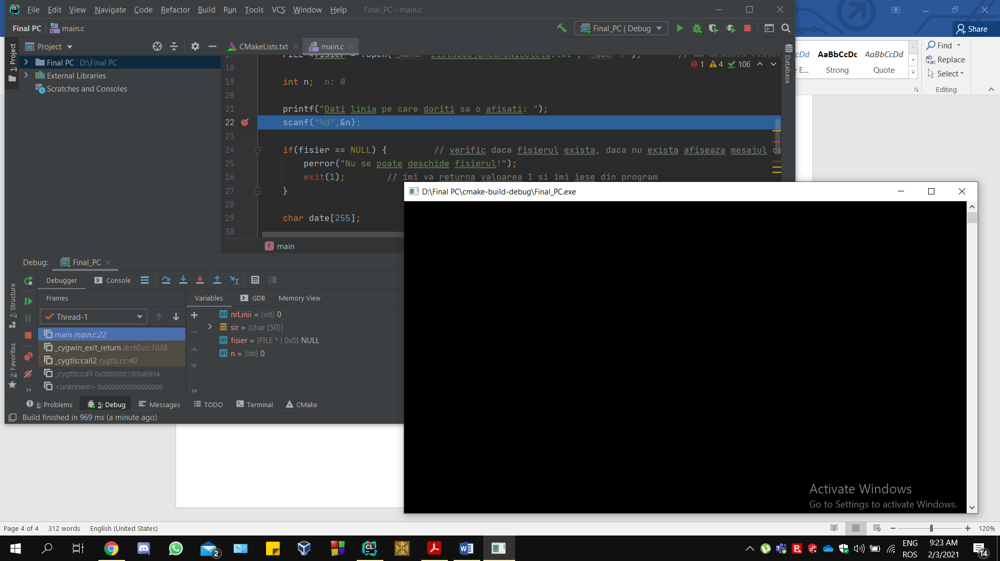 File Edit View Navigate Code Refactor Build Run Tools VCS Window Help Final_PC - main.c
Final PC main.c
Final_PC | Debug
Share
Project
CMakeLists.txt
main.c
1: Project
Final PC D:\Final PC
External Libraries
Scratches and Consoles
1 4 106
Database
18
19 int n; n: 0
20
21 printf("Dati linia pe care doriti sa o afisati: ");
22 scanf("%d",&n);
23
24 if(fisier == NULL) { // verific daca fisierul exista, daca nu exista afiseaza mesajul ca
25 perror("Nu se poate deschide fisierul!");
26 exit(1); // imi va returna valoarea 1 si imi iese din program
27 }
28
29 char date[255];
30
main
AaBbCcDc AaBbCcDd
Strong Quote
Find
Replace
Select
Editing
D:\Final PC\cmake-build-debug\Final_PC.exe
Debug: Final_PC
Debugger Console
Frames
Variables GDB Memory View
Thread-1
main main.c:22
_cygwin_exit_return dcrt0.cc:1028
_cygtls::call2 cygtls.cc:40
_cygtls::call 0x0000000180048934
<unknown> 0x0000000000000000
nrLinii = {int} 0
sir = {char [50]}
fisier = {FILE * | 0x0} NULL
n = {int} 0
7: Structure
2: Favorites
6: Problems 5: Debug Messages TODO Terminal CMake
Build finished in 969 ms (a minute ago)
Activate Windows
Go to Settings to activate Windows.
Page 4 of 4 312 words English (United States)
120%
2
ENG
ROS
9:23 AM
2/3/2021
14